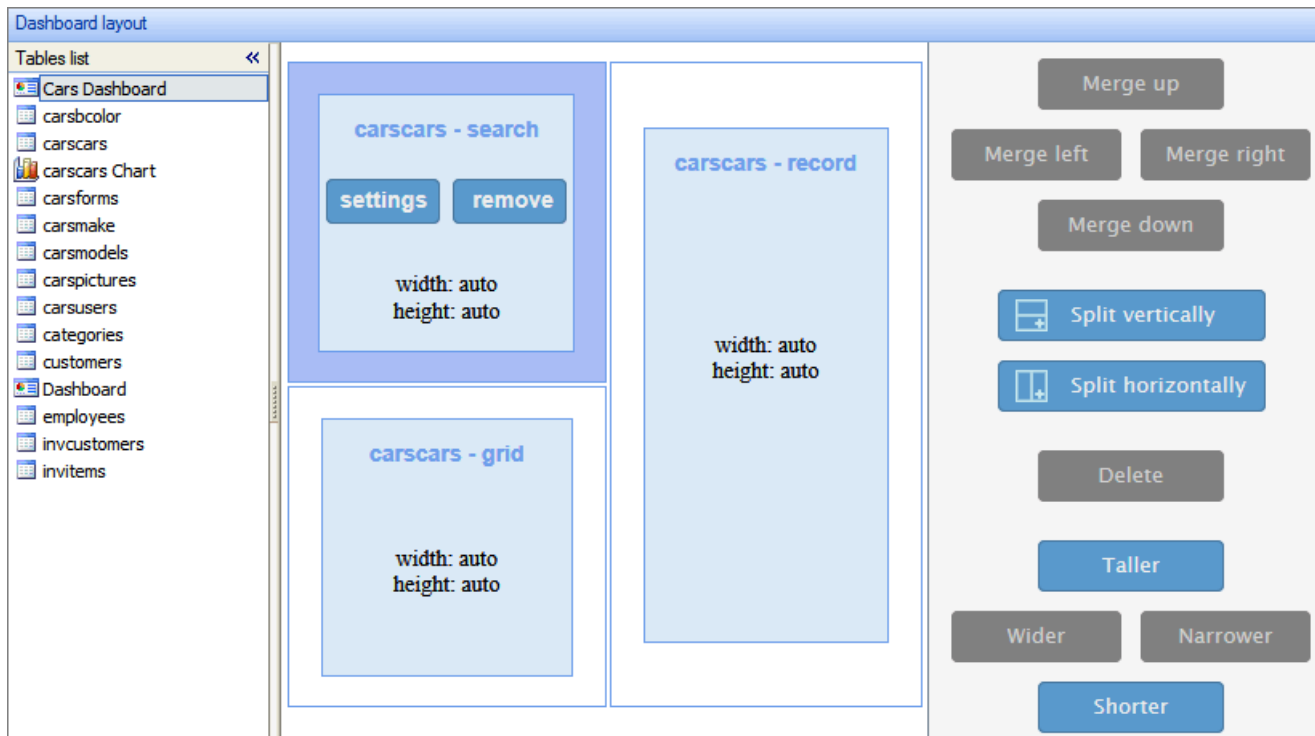 Dashboard layout
Tables list
Cars Dashboard
carsbcolor
carscars
carscars Chart
carsforms
carsmake
carsmodels
carspictures
carsusers
categories
customers
Dashboard
employees
invcustomers
invitems
carscars - search
settings remove
width: auto
height: auto
carscars - grid
width: auto
height: auto
carscars - record
width: auto
height: auto
Merge up
Merge left Merge right
Merge down
Split vertically
Split horizontally
Delete
Taller
Wider Narrower
Shorter